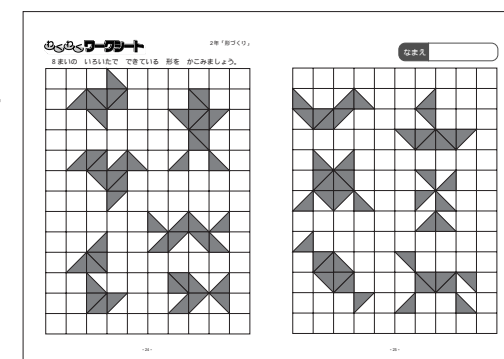 わくわくワークシート
2年「形づくり」
8まいの いろいたで できている 形を かこみましょう。
なまえ